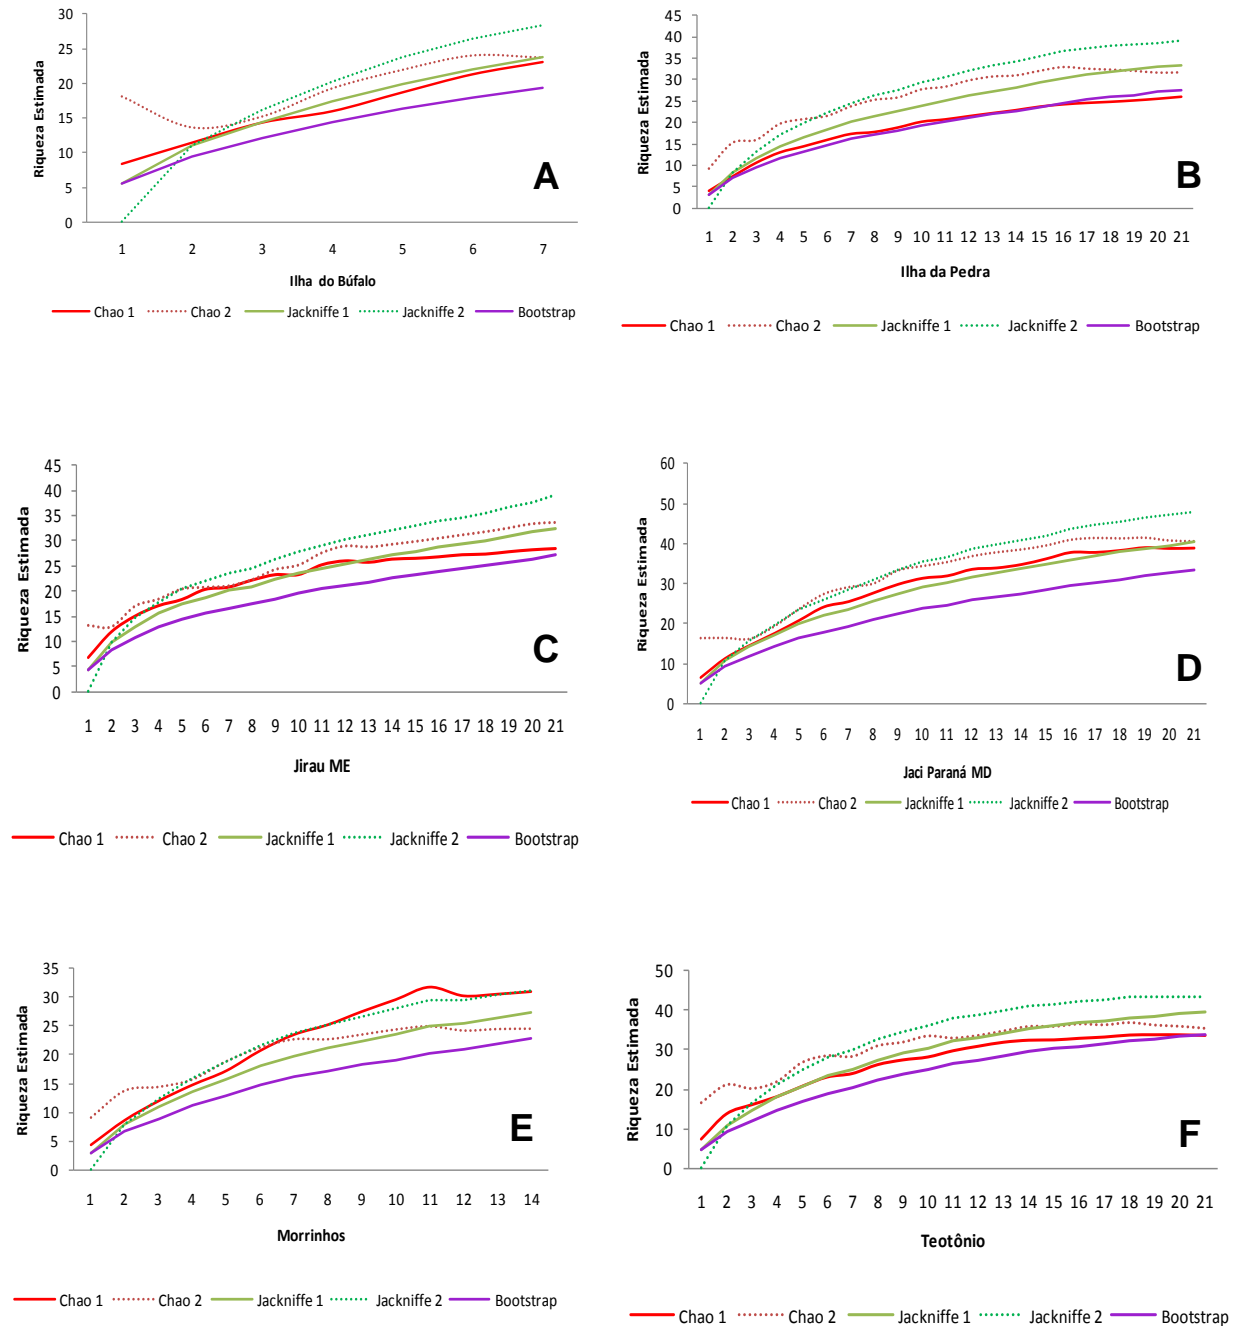 Riqueza Estimada
30
25
20
15
10
5
0
1 2 3 4 5 6 7
A
Ilha do Búfalo
Chao 1 Chao 2 Jackniffe 1 Jackniffe 2 Bootstrap
Riqueza Estimada
45
40
35
30
25
20
15
10
5
0
1 2 3 4 5 6 7 8 9 10 11 12 13 14 15 16 17 18 19 20 21
B
Ilha da Pedra
Chao 1 Chao 2 Jackniffe 1 Jackniffe 2 Bootstrap
Riqueza Estimada
45
40
35
30
25
20
15
10
5
0
1 2 3 4 5 6 7 8 9 10 11 12 13 14 15 16 17 18 19 20 21
C
Jirau ME
Chao 1 Chao 2 Jackniffe 1 Jackniffe 2 Bootstrap
Riqueza Estimada
60
50
40
30
20
10
0
1 2 3 4 5 6 7 8 9 10 11 12 13 14 15 16 17 18 19 20 21
D
Jaci Paraná MD
Chao 1 Chao 2 Jackniffe 1 Jackniffe 2 Bootstrap
Riqueza Estimada
35
30
25
20
15
10
5
0
1 2 3 4 5 6 7 8 9 10 11 12 13 14
E
Morrinhos
Chao 1 Chao 2 Jackniffe 1 Jackniffe 2 Bootstrap
Riqueza Estimada
50
40
30
20
10
0
1 2 3 4 5 6 7 8 9 10 11 12 13 14 15 16 17 18 19 20 21
F
Teotônio
Chao 1 Chao 2 Jackniffe 1 Jackniffe 2 Bootstrap